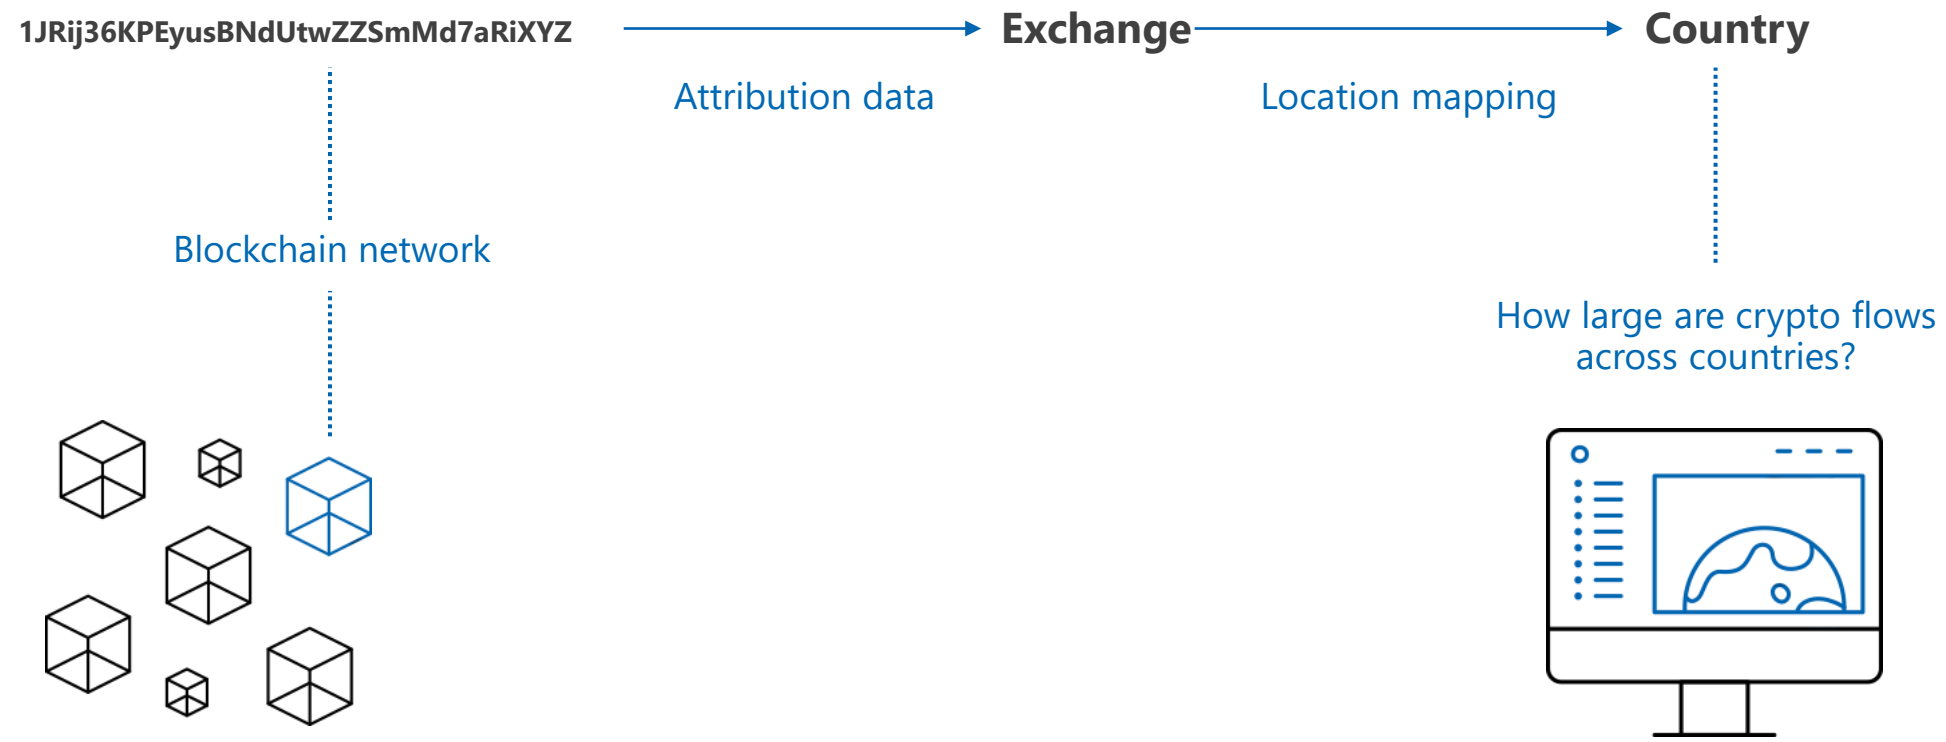 1JRij36KPEyusBNdUtwZZSmMd7aRiXYZ
Exchange
Country
Attribution data
Location mapping
Blockchain network
How large are crypto flows
across countries?